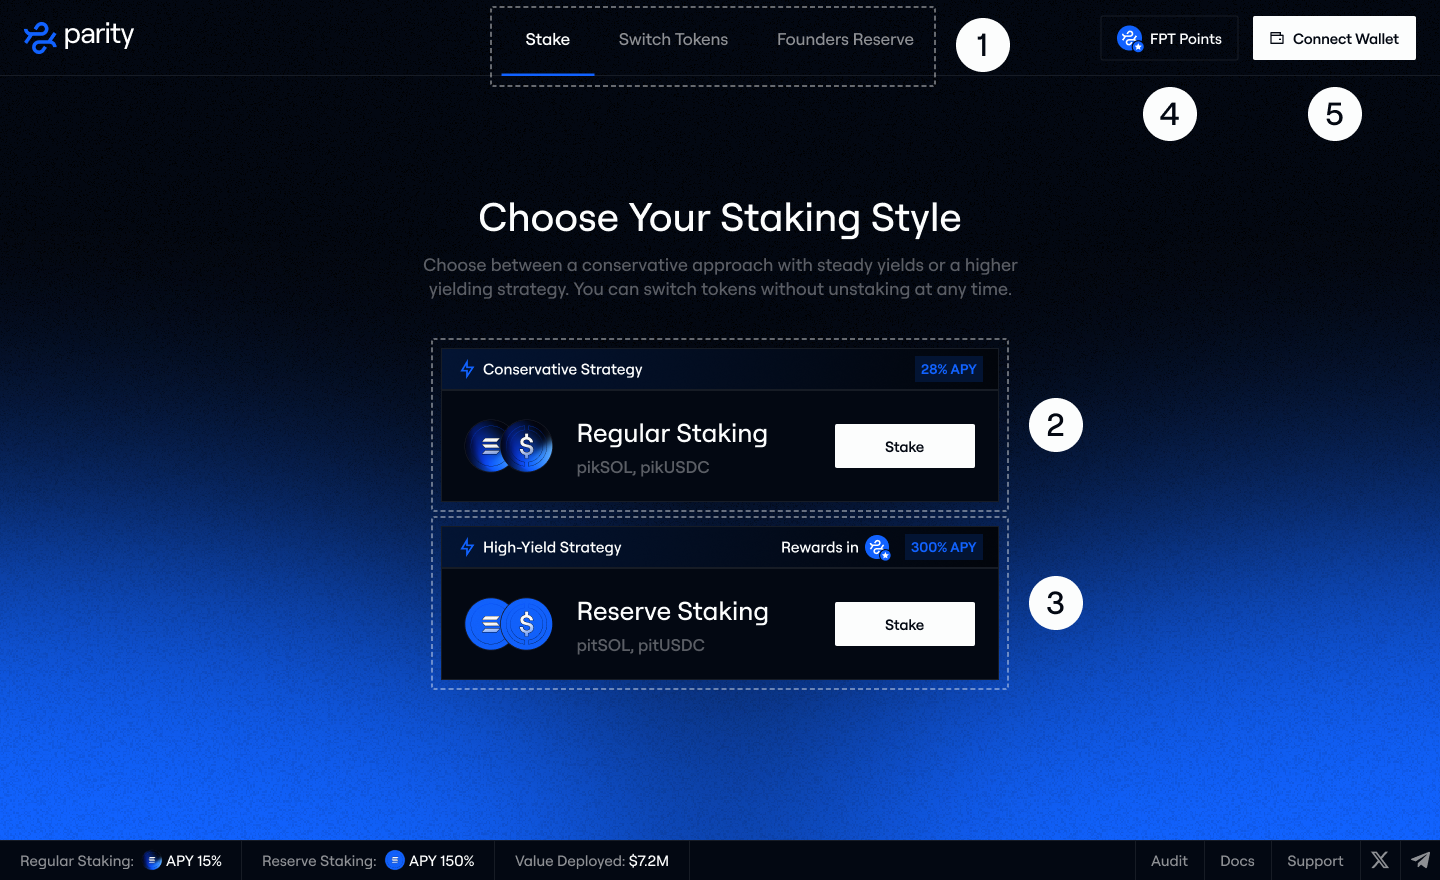 parity
Stake
Switch Tokens
Founders Reserve
1
FPT Points
Connect Wallet
4
5
Choose Your Staking Style
Choose between a conservative approach with steady yields or a higher
yielding strategy. You can switch tokens without unstaking at any time.
Conservative Strategy
28% APY
Regular Staking
pikSOL, pikUSDC
$
Stake
2
High-Yield Strategy
Rewards in
300% APY
Reserve Staking
pitSOL, pitUSDC
$
Stake
3
Regular Staking: APY 15%
Reserve Staking: APY 150%
Value Deployed: $7.2M
Audit
Docs
Support